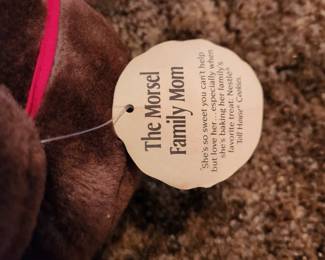 The Morsel
Family Mom
"She's so sweet you can't help
but love her...especially when
she's baking her family's
favorite treat: Nestlé®
Toll House® Cookies.